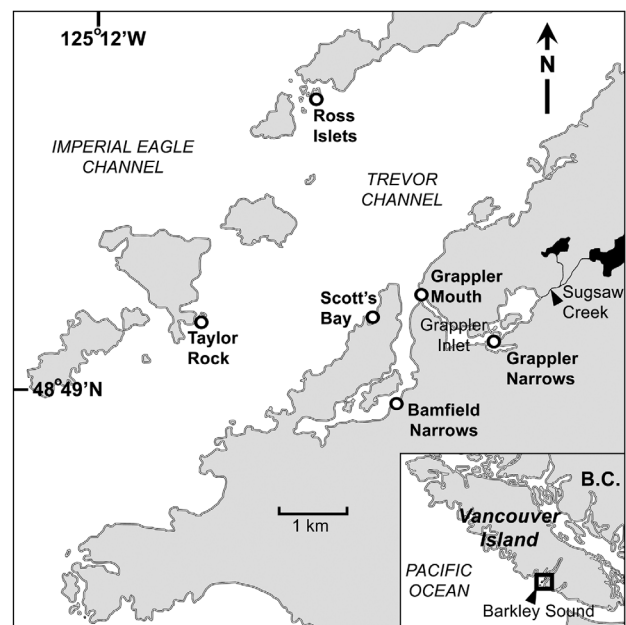 125°12'W
N
Ross
Islets
IMPERIAL EAGLE
CHANNEL
TREVOR
CHANNEL
Grappler
Mouth
Scott's
Bay
Sugsaw
Creek
Grappler
Inlet
Taylor
Rock
Grappler
Narrows
48°49'N
Bamfield
Narrows
1 km
B.C.
Vancouver
Island
PACIFIC
OCEAN
Barkley Sound